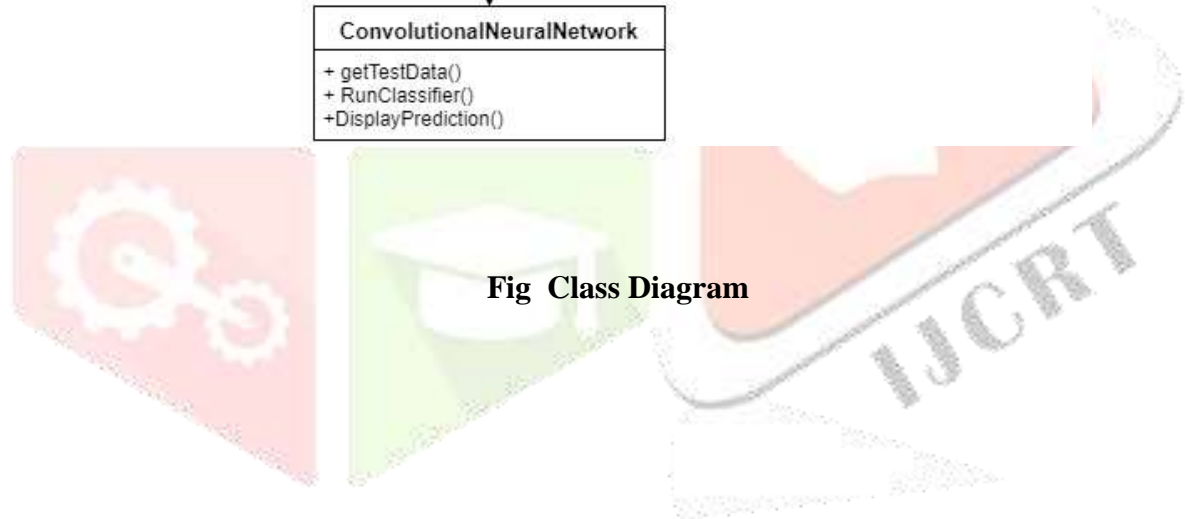 ConvolutionalNeuralNetwork
+ getTestData()
+ RunClassifier()
+DisplayPrediction()
Fig Class Diagram
IJCRT